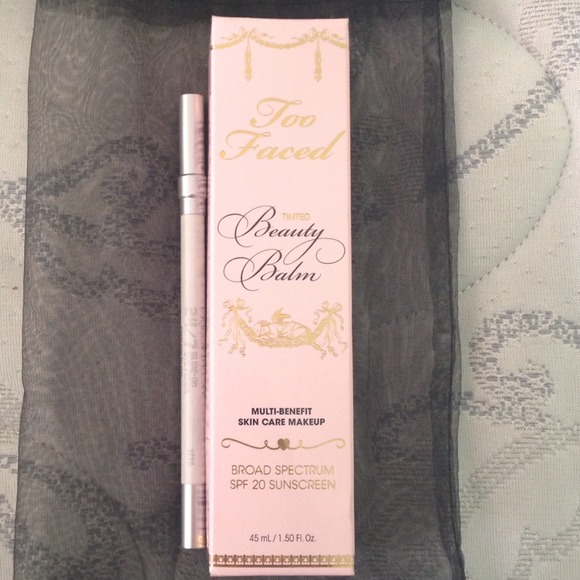 Too
Faced
TINTED
Beauty
Balm
MULTI-BENEFIT
SKIN CARE MAKEUP
BROAD SPECTRUM
SPF 20 SUNSCREEN
45 mL / 1.50 Fl. Oz.